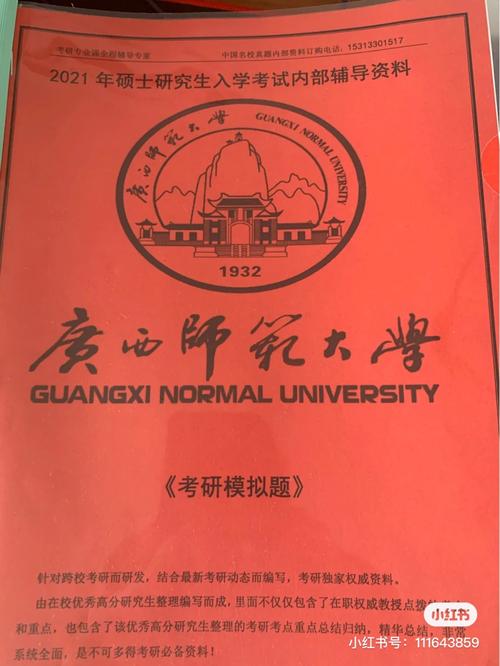 考研专业课全程辅导专家 中国名校真题内部资料订购电话：15313301517
2021 年硕士研究生入学考试内部辅导资料
廣西師範大學
GUANGXI NORMAL UNIVERSITY
1932
廣西師範大學
GUANGXI NORMAL UNIVERSITY
《考研模拟题》
针对跨校考研而研发，结合最新考研动态而编写，考研独家权威资料。
由在校优秀高分研究生整理编写而成，里面不仅仅包含了在职权威教授点拨的
和重点，也包含了该优秀高分研究生整理的考研考点重点总结归纳，精华总结，非常
系统全面，是不可多得考研必备资料！
小红书
小红书号：111643859